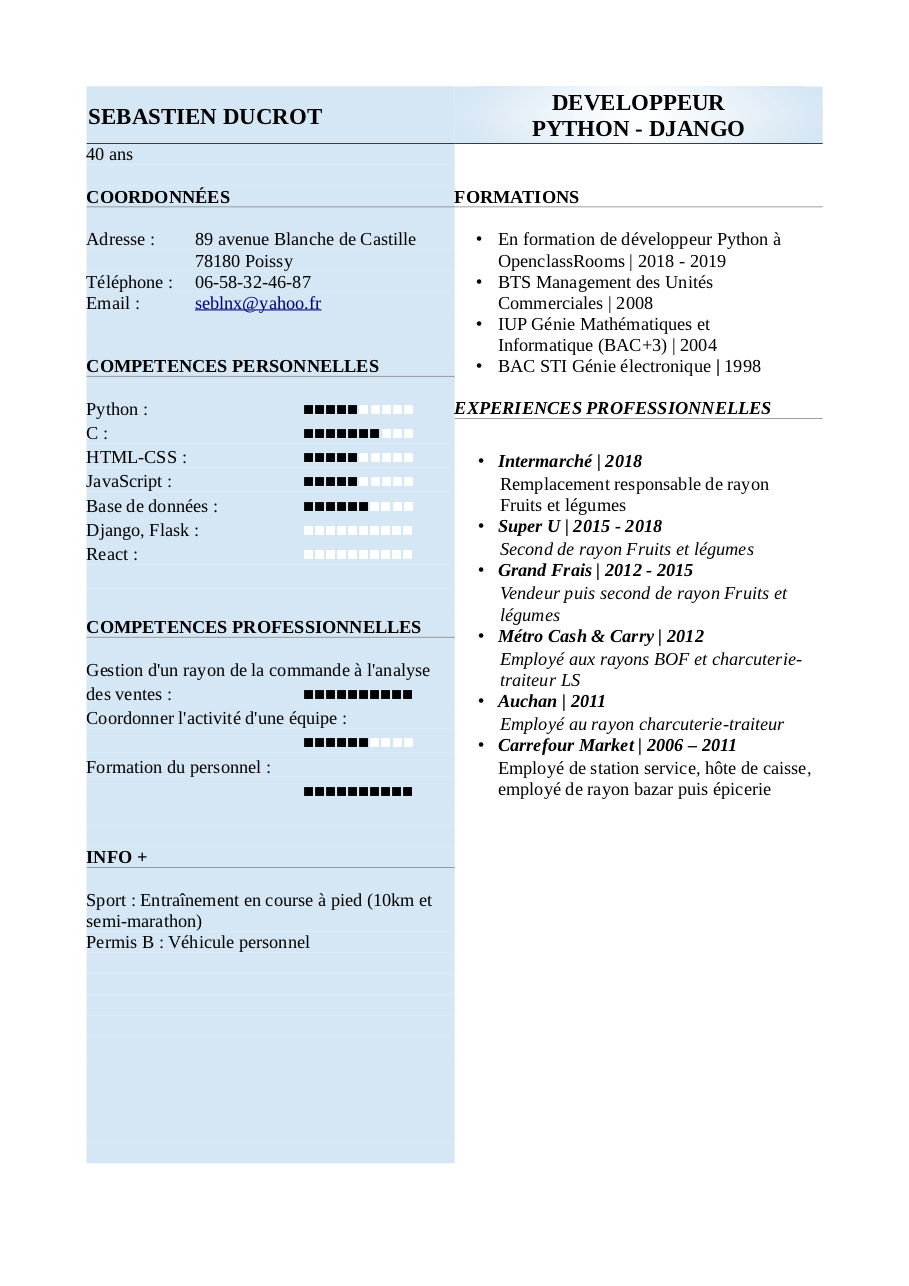 SEBASTIEN DUCROT
40 ans
COORDONNÉES
Adresse : 89 avenue Blanche de Castille
78180 Poissy
Téléphone : 06-58-32-46-87
Email : seblnx@yahoo.fr
COMPETENCES PERSONNELLES
Python :
C :
HTML-CSS :
JavaScript :
Base de données :
Django, Flask :
React :
COMPETENCES PROFESSIONNELLES
Gestion d'un rayon de la commande à l'analyse
des ventes :
Coordonner l'activité d'une équipe :
Formation du personnel :
INFO +
Sport : Entraînement en course à pied (10km et
semi-marathon)
Permis B : Véhicule personnel
DEVELOPPEUR
PYTHON - DJANGO
FORMATIONS
• En formation de développeur Python à
OpenclassRooms | 2018 - 2019
• BTS Management des Unités
Commerciales | 2008
• IUP Génie Mathématiques et
Informatique (BAC+3) | 2004
• BAC STI Génie électronique | 1998
EXPERIENCES PROFESSIONNELLES
• Intermarché | 2018
Remplacement responsable de rayon
Fruits et légumes
• Super U | 2015 - 2018
Second de rayon Fruits et légumes
• Grand Frais | 2012 - 2015
Vendeur puis second de rayon Fruits et
légumes
• Métro Cash & Carry | 2012
Employé aux rayons BOF et charcuterie-
traiteur LS
• Auchan | 2011
Employé au rayon charcuterie-traiteur
• Carrefour Market | 2006 – 2011
Employé de station service, hôte de caisse,
employé de rayon bazar puis épicerie